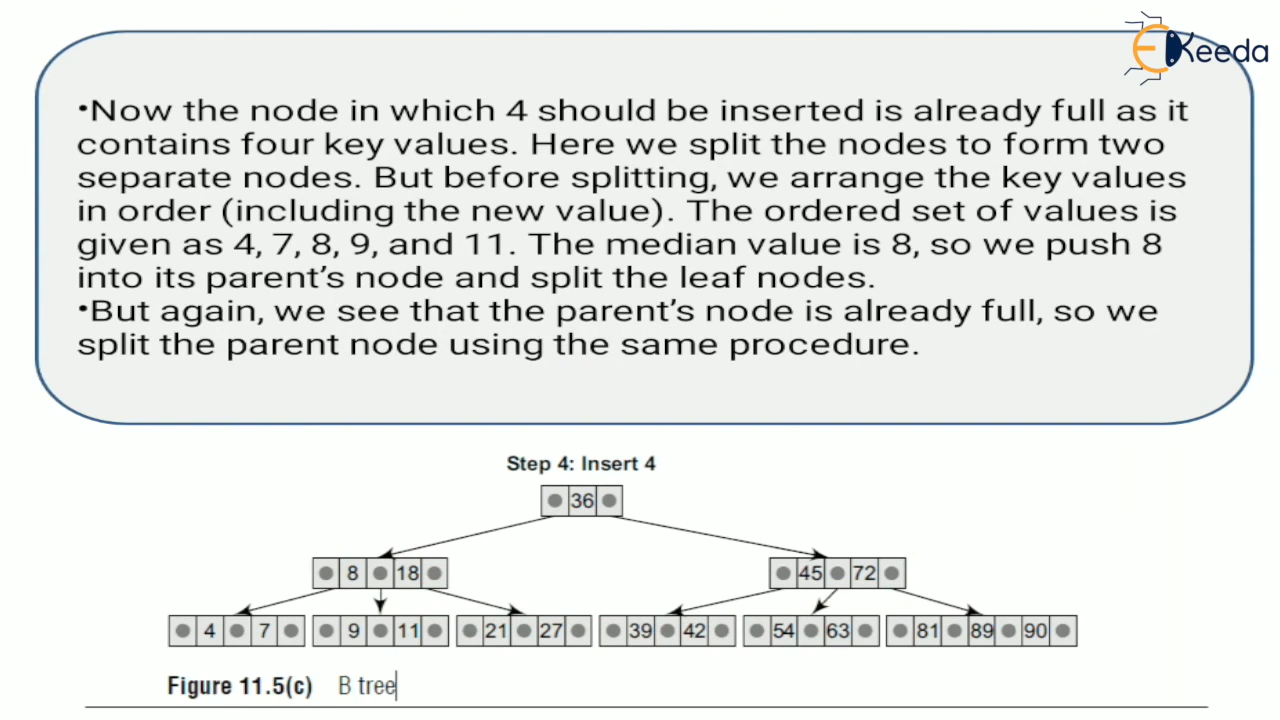 EKeeda
•Now the node in which 4 should be inserted is already full as it
contains four key values. Here we split the nodes to form two
separate nodes. But before splitting, we arrange the key values
in order (including the new value). The ordered set of values is
given as 4, 7, 8, 9, and 11. The median value is 8, so we push 8
into its parent’s node and split the leaf nodes.
•But again, we see that the parent’s node is already full, so we
split the parent node using the same procedure.
Step 4: Insert 4
36
8 18 45 72
4 7 9 11 21 27 39 42 54 63 81 89 90
Figure 11.5(c) B tree